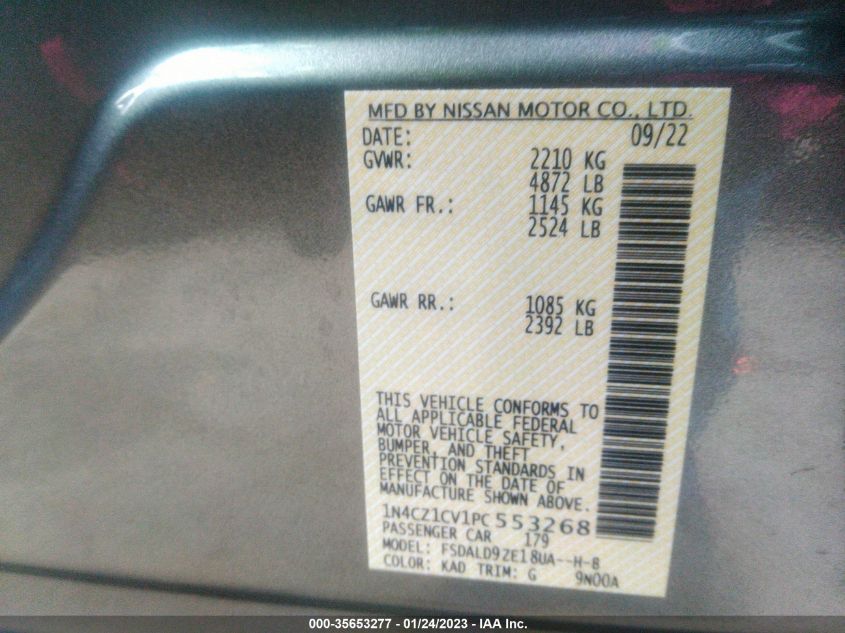 MFD BY NISSAN MOTOR CO., LTD.
DATE: 09/22
GVWR: 2210 KG
4872 LB
GAWR FR.: 1145 KG
2524 LB
GAWR RR.: 1085 KG
2392 LB
THIS VEHICLE CONFORMS TO
ALL APPLICABLE FEDERAL
MOTOR VEHICLE SAFETY,
BUMPER, AND THEFT
PREVENTION STANDARDS IN
EFFECT ON THE DATE OF
MANUFACTURE SHOWN ABOVE.
1N4CZ1CV1PC553268
PASSENGER CAR 179
MODEL: FSDALD9ZE18UA--H-B
COLOR: KAD TRIM: G 9N00A
000-35653277 - 01/24/2023 - IAA Inc.